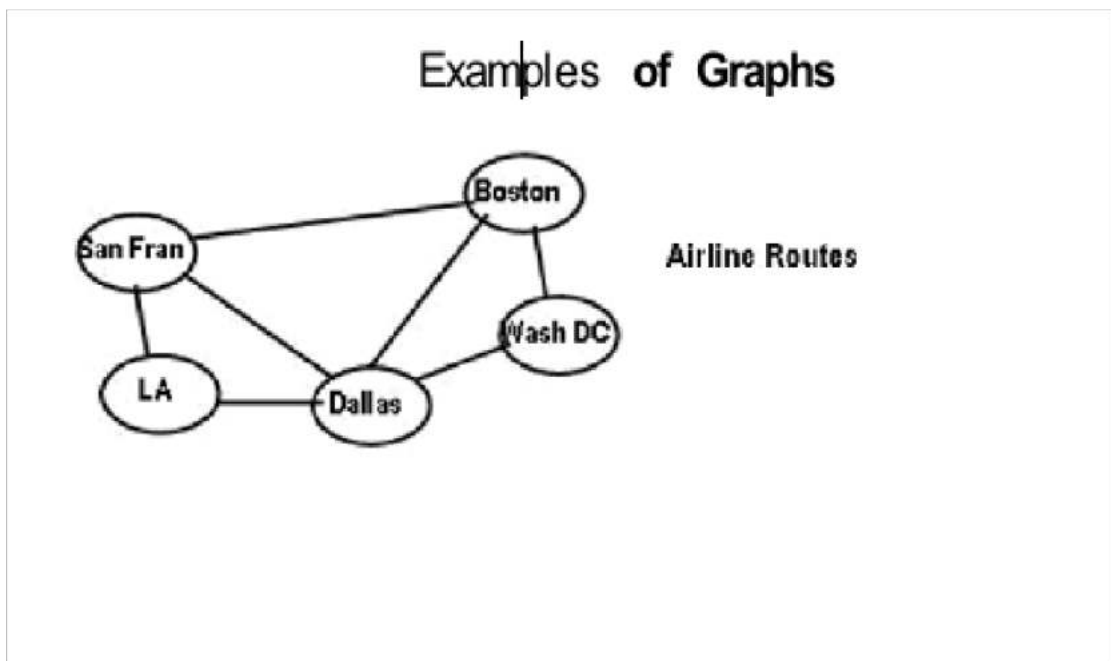 Examples of Graphs
Boston
San Fran
Airline Routes
Wash DC
LA
Dallas